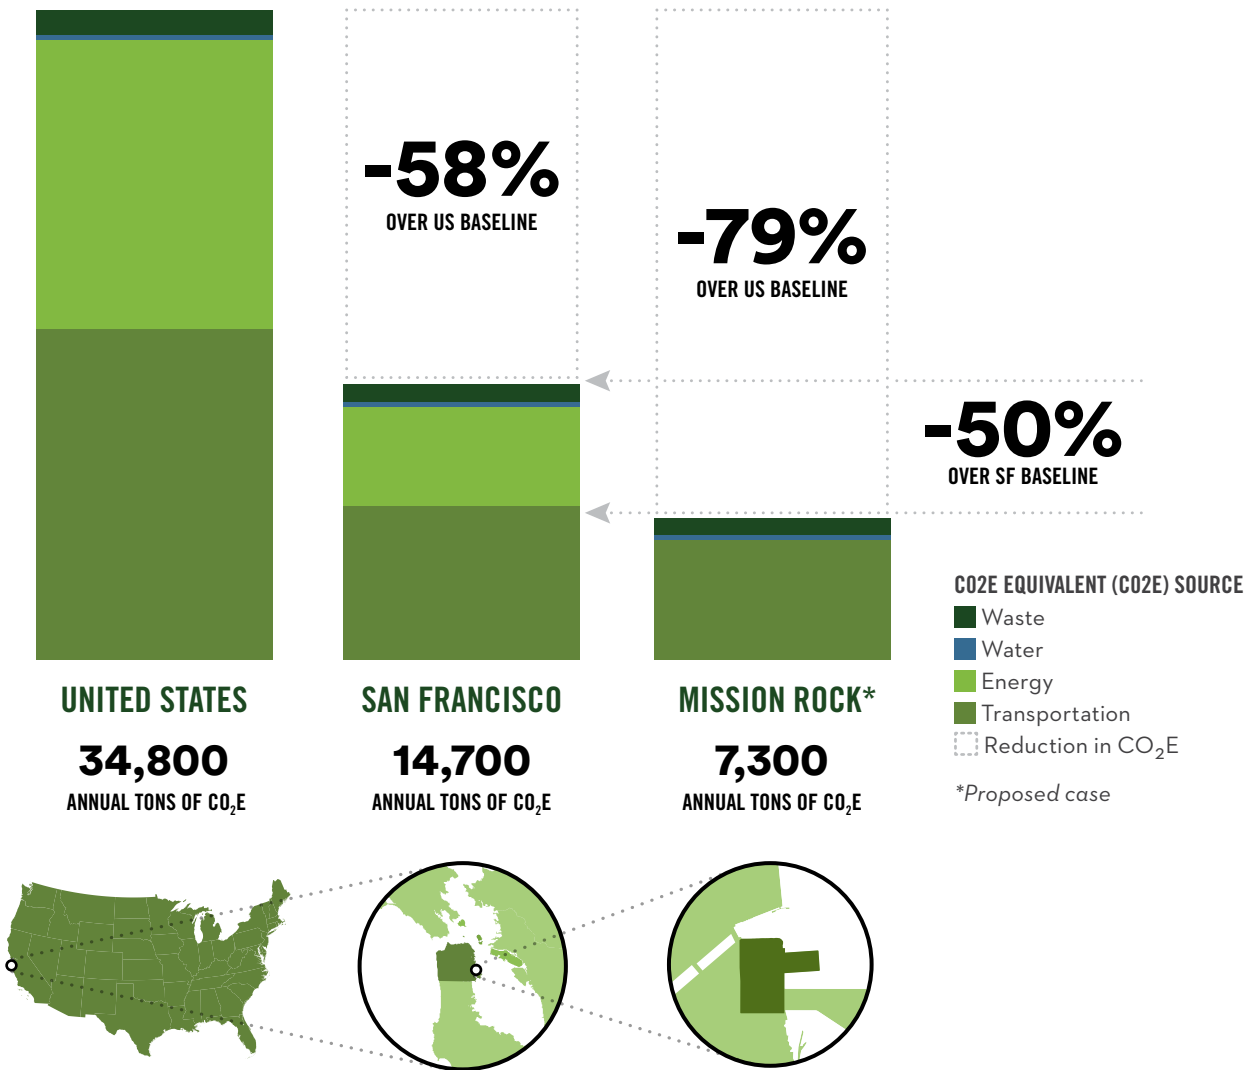 -58%
OVER US BASELINE
-79%
OVER US BASELINE
-50%
OVER SF BASELINE
UNITED STATES
34,800
ANNUAL TONS OF CO₂E
SAN FRANCISCO
14,700
ANNUAL TONS OF CO₂E
MISSION ROCK*
7,300
ANNUAL TONS OF CO₂E
CO2E EQUIVALENT (CO2E) SOURCE
Waste
Water
Energy
Transportation
Reduction in CO₂E
*Proposed case